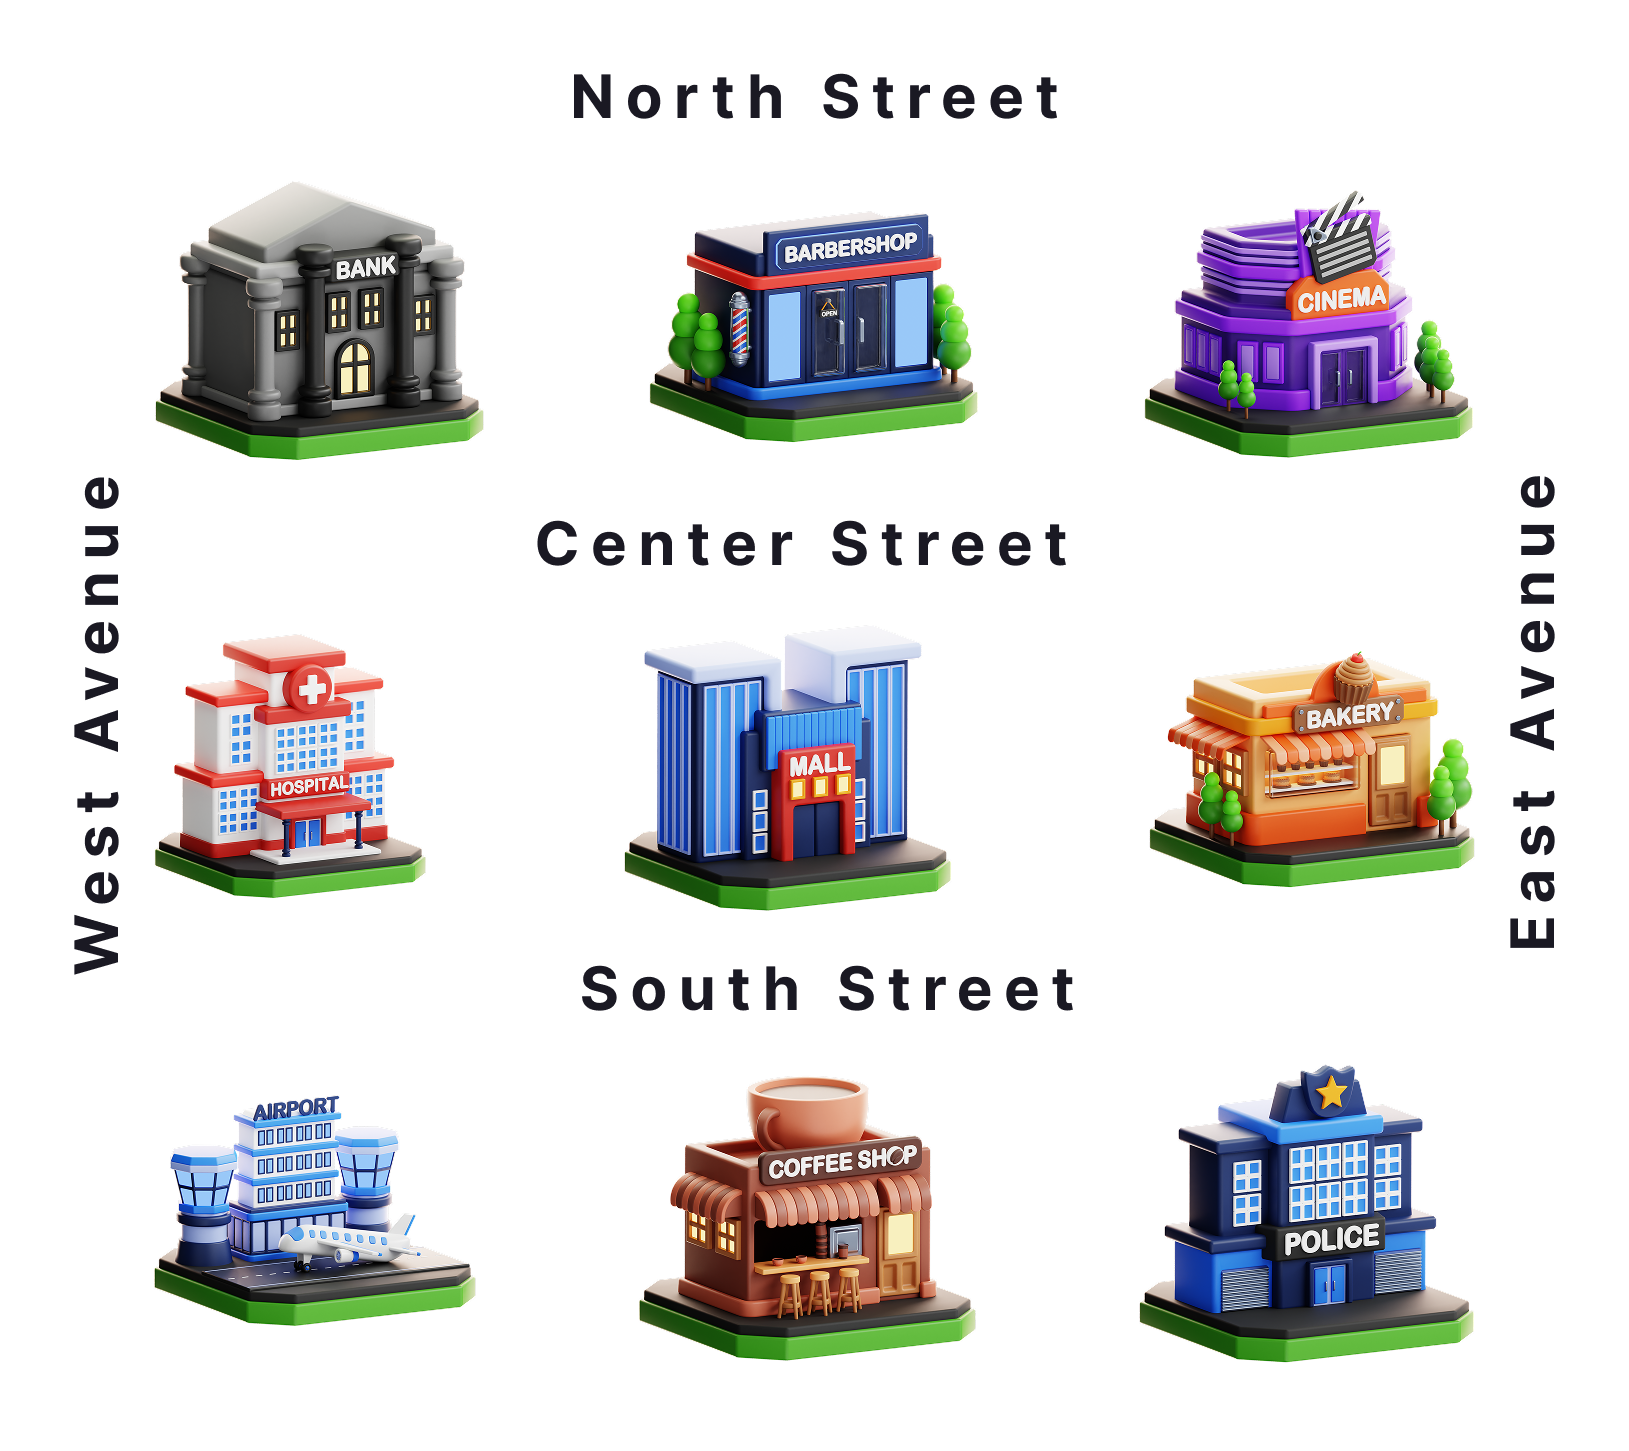 North Street
BANK
BARBERSHOP
OPEN
CINEMA
West Avenue
Center Street
East Avenue
HOSPITAL
MALL
BAKERY
South Street
AIRPORT
COFFEE SHOP
POLICE